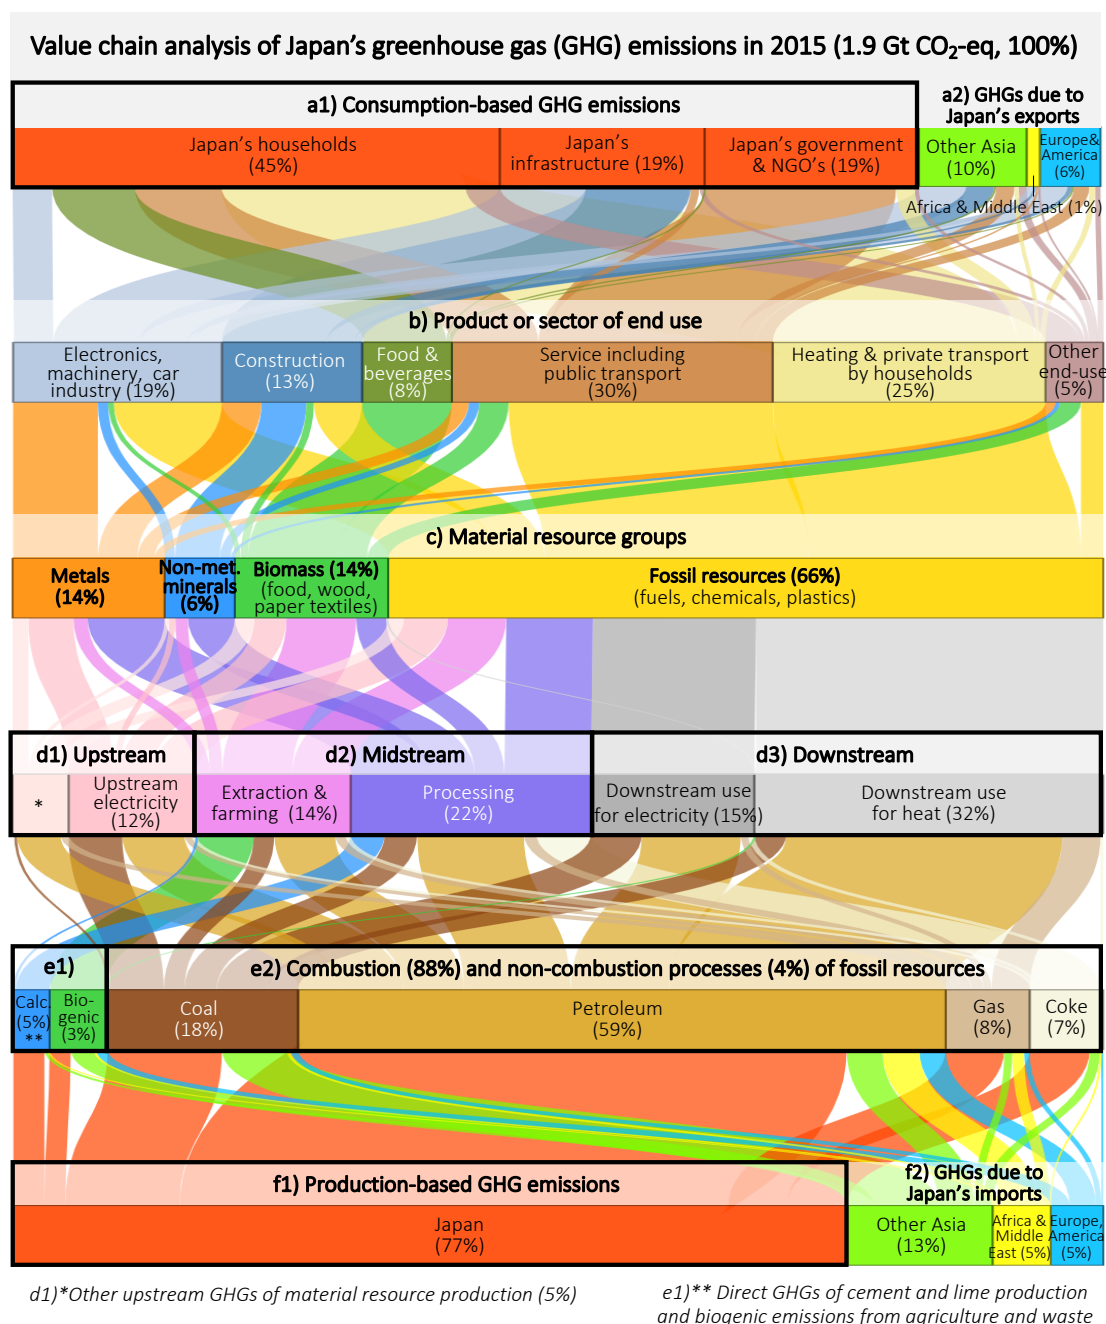 Value chain analysis of Japan's greenhouse gas (GHG) emissions in 2015 (1.9 Gt CO₂-eq, 100%)
a1) Consumption-based GHG emissions
a2) GHGs due to
Japan's exports
Japan's households
(45%)
Japan's
infrastructure (19%)
Japan's government
& NGO's (19%)
Other Asia
(10%)
Europe&
America
(6%)
Africa & Middle East (1%)
b) Product or sector of end use
Electronics,
machinery, car
industry (19%)
Construction
(13%)
Food &
beverages
(8%)
Service including
public transport
(30%)
Heating & private transport
by households
(25%)
Other
end-use
(5%)
c) Material resource groups
Metals
(14%)
Non-met.
minerals
(6%)
Biomass (14%)
(food, wood,
paper textiles)
Fossil resources (66%)
(fuels, chemicals, plastics)
d1) Upstream
d2) Midstream
d3) Downstream
*
Upstream
electricity
(12%)
Extraction &
farming (14%)
Processing
(22%)
Downstream use
for electricity (15%)
Downstream use
for heat (32%)
e1)
e2) Combustion (88%) and non-combustion processes (4%) of fossil resources
Calc.
(5%)
**
Bio-
genic
(3%)
Coal
(18%)
Petroleum
(59%)
Gas
(8%)
Coke
(7%)
f1) Production-based GHG emissions
f2) GHGs due to
Japan's imports
Japan
(77%)
Other Asia
(13%)
Africa &
Middle
East (5%)
Europe,
America
(5%)
d1)*Other upstream GHGs of material resource production (5%)
e1)** Direct GHGs of cement and lime production
and biogenic emissions from agriculture and waste